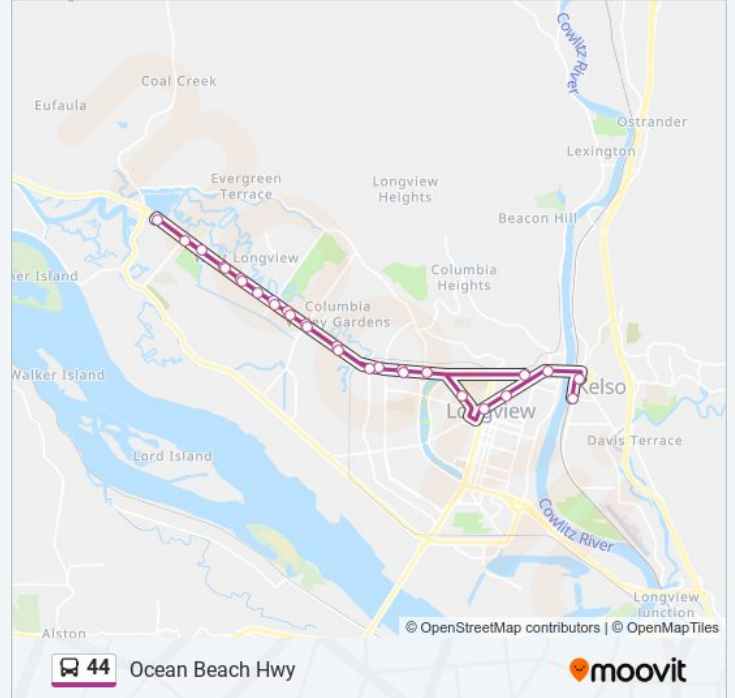 Cowlitz River
Coal Creek
Eufaula
Ostrander
Lexington
Evergreen
Terrace
Longview
Heights
Beacon Hill
Longview
Columbia
Heights
er Island
Columbia
Valley Gardens
Walker Island
Kelso
Longview
Davis Terrace
Lord Island
Cowlitz River
Longview
Junction
Alston
© OpenStreetMap contributors | © OpenMapTiles
44 Ocean Beach Hwy
moovit